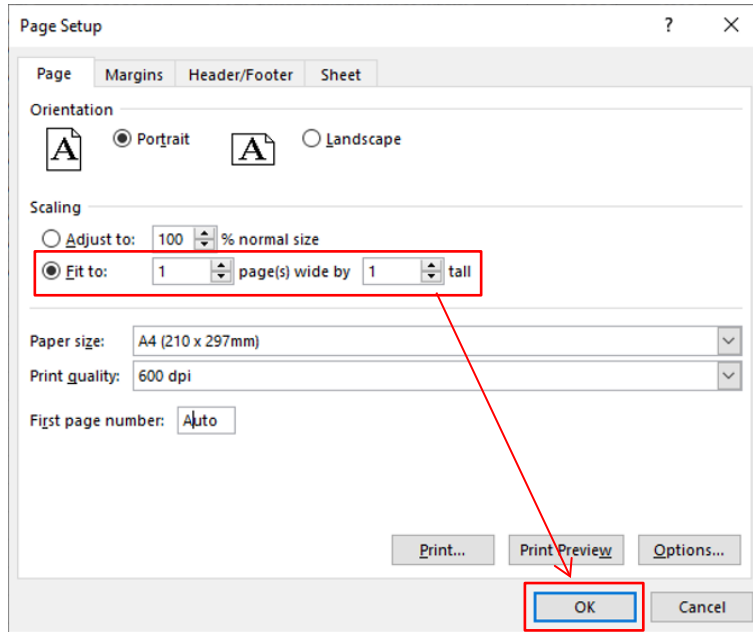 Page Setup ?
Page Margins Header/Footer Sheet
Orientation
A Portrait A Landscape
Scaling
Adjust to: 100 % normal size
Fit to: 1 page(s) wide by 1 tall
Paper size: A4 (210 x 297mm)
Print quality: 600 dpi
First page number: Auto
Print... Print Preview Options...
OK Cancel